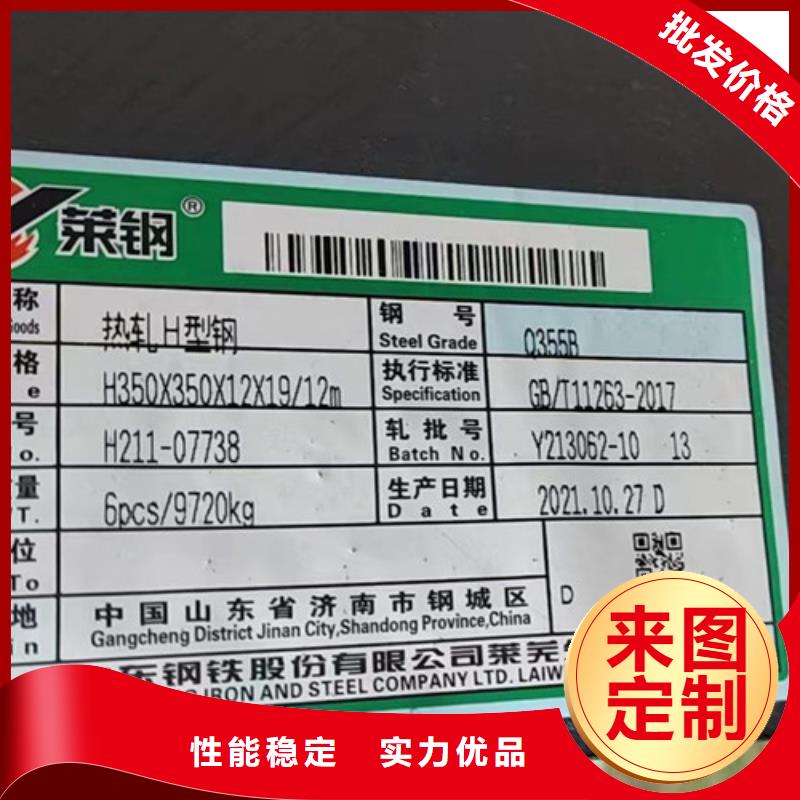 批发价格
莱钢®
称
热轧H型钢
钢号
oods
Steel Grade
Q355B
格
H350X350X12X19/12m
执行标准
e
Specification
GB/T11263-2017
号
H211-07738
轧批号
o.
Batch No.
Y213062-10 13
量
6pcs/9720kg
生产日期
T.
Date
2021.10.27 D
位
To
D
地
中国山东省济南市钢城区
in
Gangcheng District Jinan City,Shandong Province,China
东钢铁股份有限公司莱芜
IRON AND STEEL COMPANY LTD. LAIW
来图
定制
性能稳定 实力优品